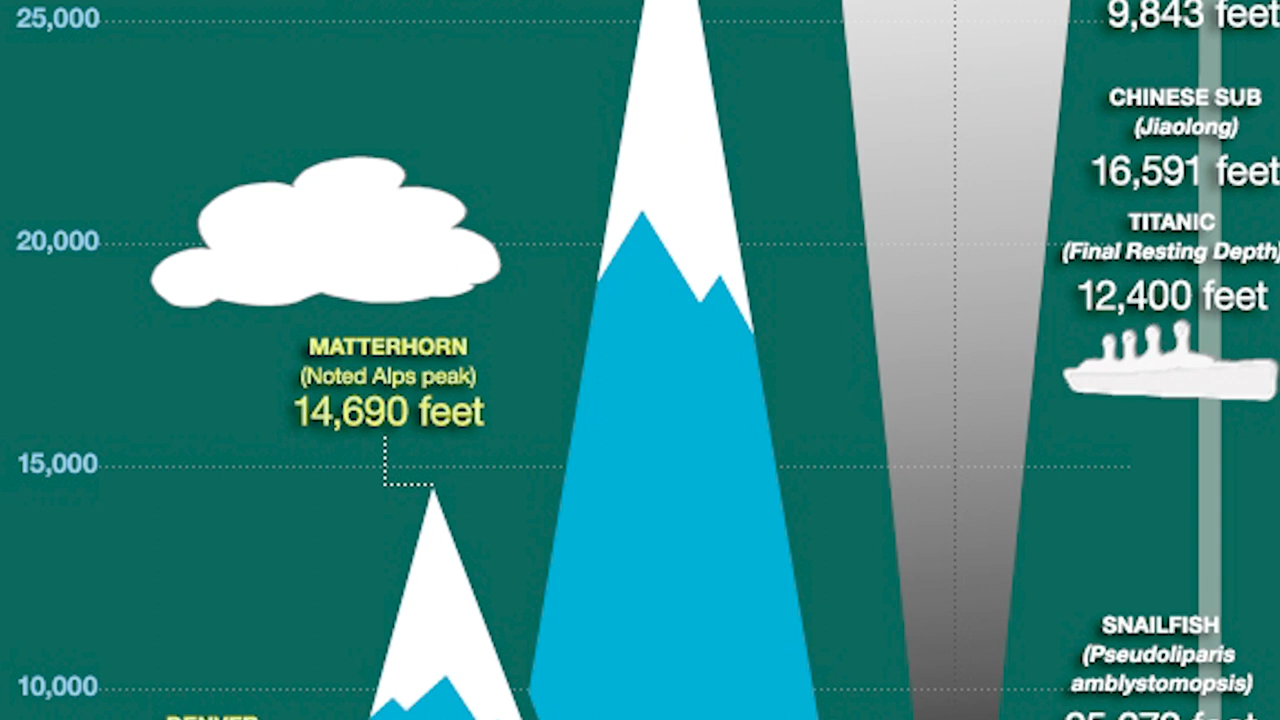 25,000
9,843 feet
CHINESE SUB
(Jiaolong)
16,591 feet
TITANIC
20,000
(Final Resting Depth)
12,400 feet
MATTERHORN
(Noted Alps peak)
14,690 feet
15,000
SNAILFISH
(Pseudoliparis
amblystomopsis)
10,000
DENVER